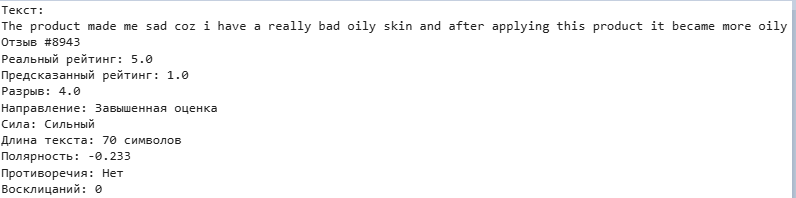 Текст:
The product made me sad coz i have a really bad oily skin and after applying this product it became more oily
Отзыв #8943
Реальный рейтинг: 5.0
Предсказанный рейтинг: 1.0
Разрыв: 4.0
Направление: Завышенная оценка
Сила: Сильный
Длина текста: 70 символов
Полярность: -0.233
Противоречия: Нет
Восклицаний: 0